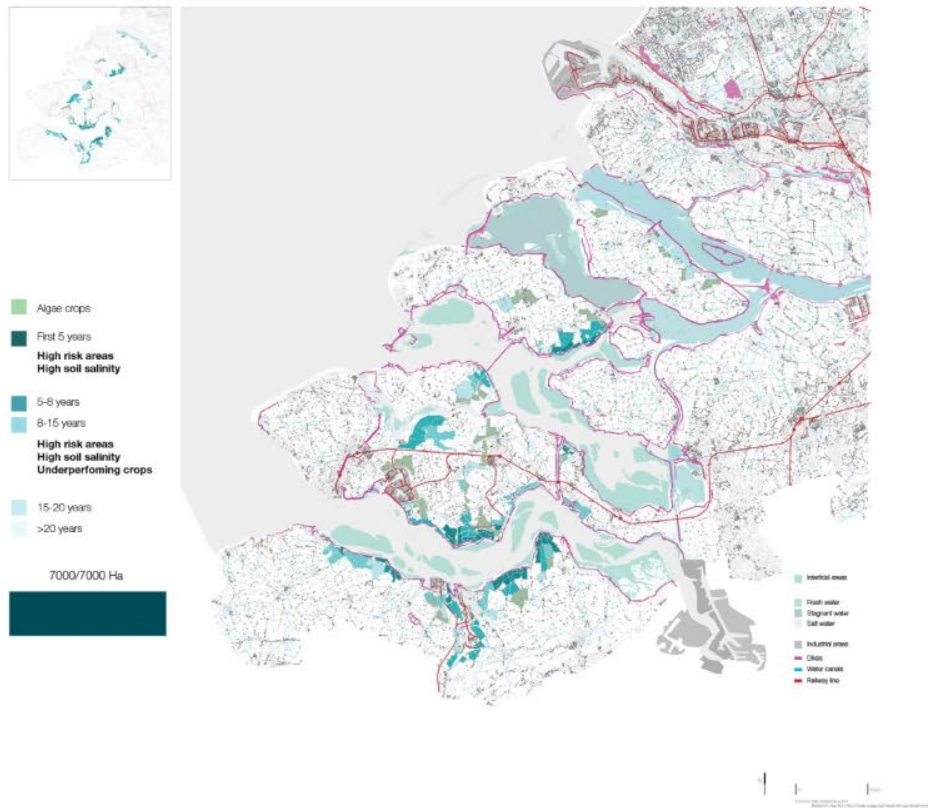 Algae crops
First 5 years
High risk areas
High soil salinity
5-8 years
8-15 years
High risk areas
High soil salinity
Underperfoming crops
15-20 years
>20 years
7000/7000 Ha
Intertidal areas
Fresh water
Stagnant water
Salt water
Industrial areas
Dikes
Water canals
Railway line